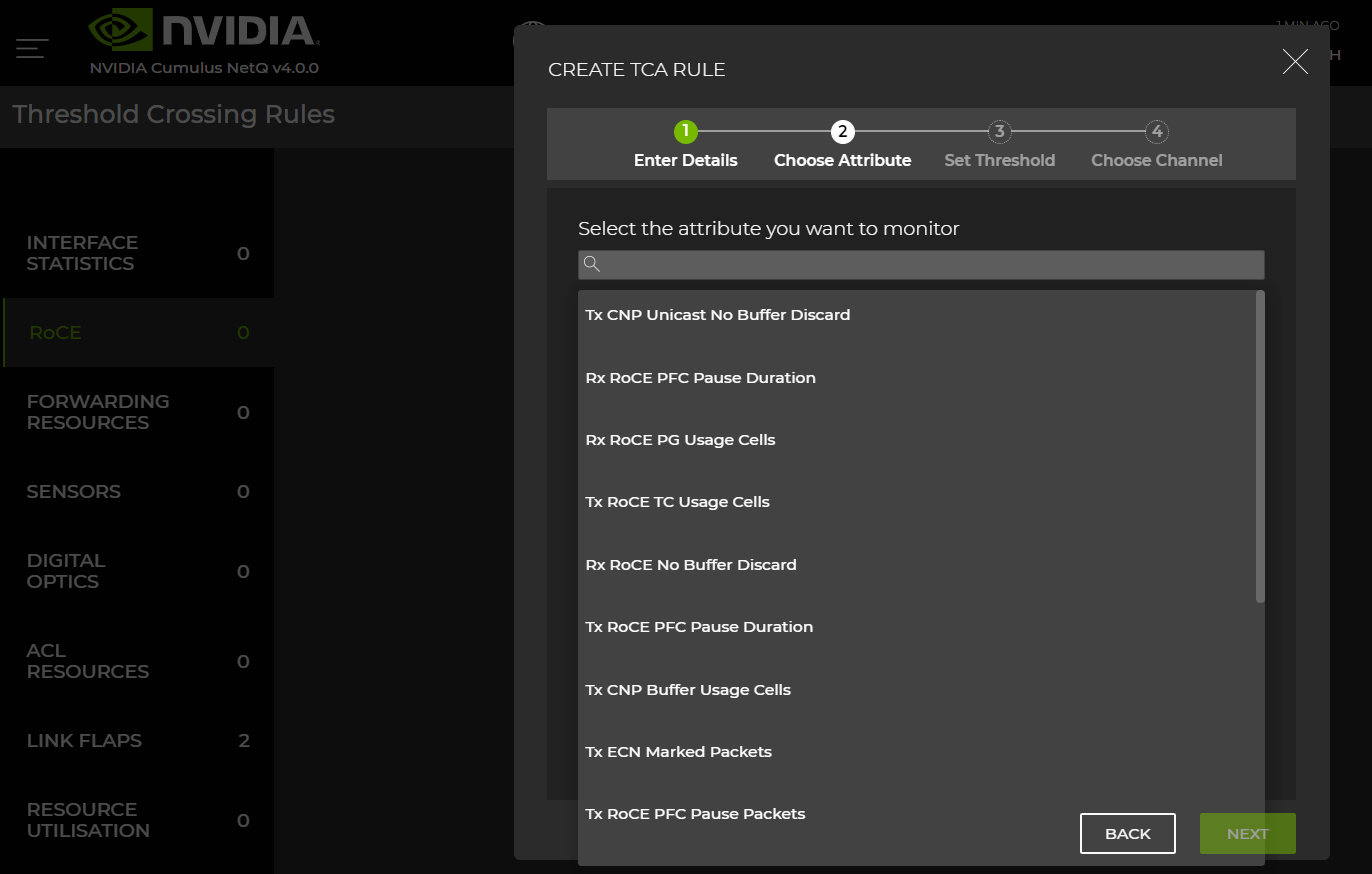 NVIDIA
NVIDIA Cumulus NetQ v4.0.0
1 MIN AGO
H
Threshold Crossing Rules
INTERFACE
STATISTICS 0
RoCE 0
FORWARDING
RESOURCES 0
SENSORS 0
DIGITAL
OPTICS 0
ACL
RESOURCES 0
LINK FLAPS 2
RESOURCE
UTILISATION 0
CREATE TCA RULE
1 2 3 4
Enter Details Choose Attribute Set Threshold Choose Channel
Select the attribute you want to monitor
Tx CNP Unicast No Buffer Discard
Rx RoCE PFC Pause Duration
Rx RoCE PG Usage Cells
Tx RoCE TC Usage Cells
Rx RoCE No Buffer Discard
Tx RoCE PFC Pause Duration
Tx CNP Buffer Usage Cells
Tx ECN Marked Packets
Tx RoCE PFC Pause Packets
BACK NEXT